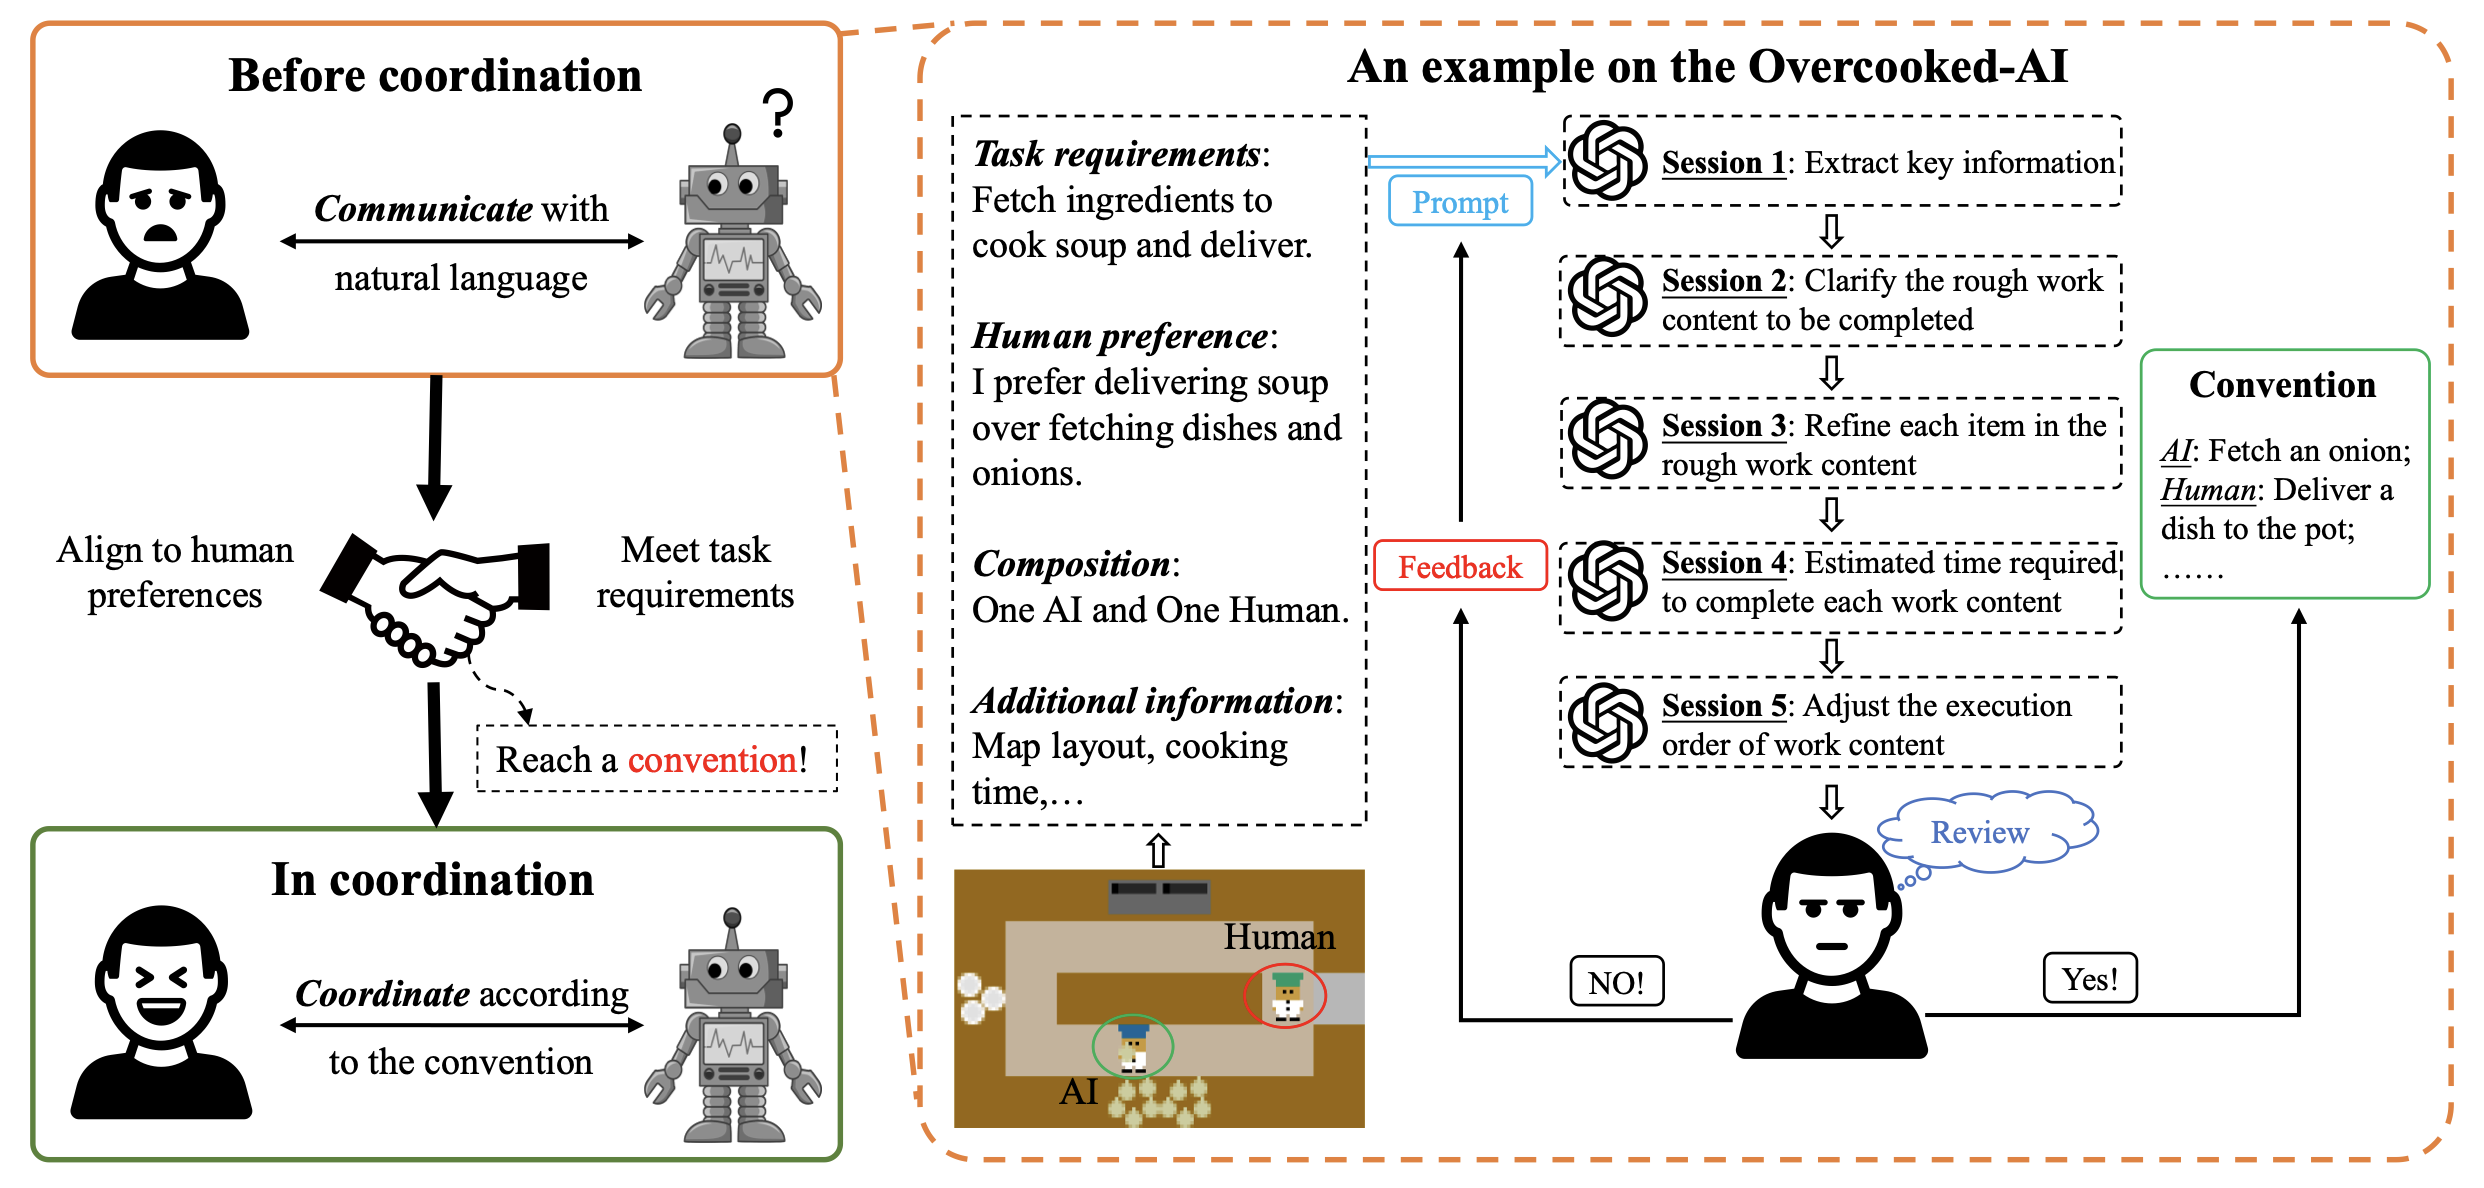 Before coordination
?
Communicate with
natural language
Align to human
preferences
Meet task
requirements
Reach a convention!
In coordination
Coordinate according
to the convention
An example on the Overcooked-AI
Task requirements:
Fetch ingredients to
cook soup and deliver.
Human preference:
I prefer delivering soup
over fetching dishes and
onions.
Composition:
One AI and One Human.
Additional information:
Map layout, cooking
time,…
Human
AI
Prompt
Feedback
Session 1: Extract key information
Session 2: Clarify the rough work
content to be completed
Session 3: Refine each item in the
rough work content
Session 4: Estimated time required
to complete each work content
Session 5: Adjust the execution
order of work content
Review
NO!
Yes!
Convention
AI: Fetch an onion;
Human: Deliver a
dish to the pot;
……